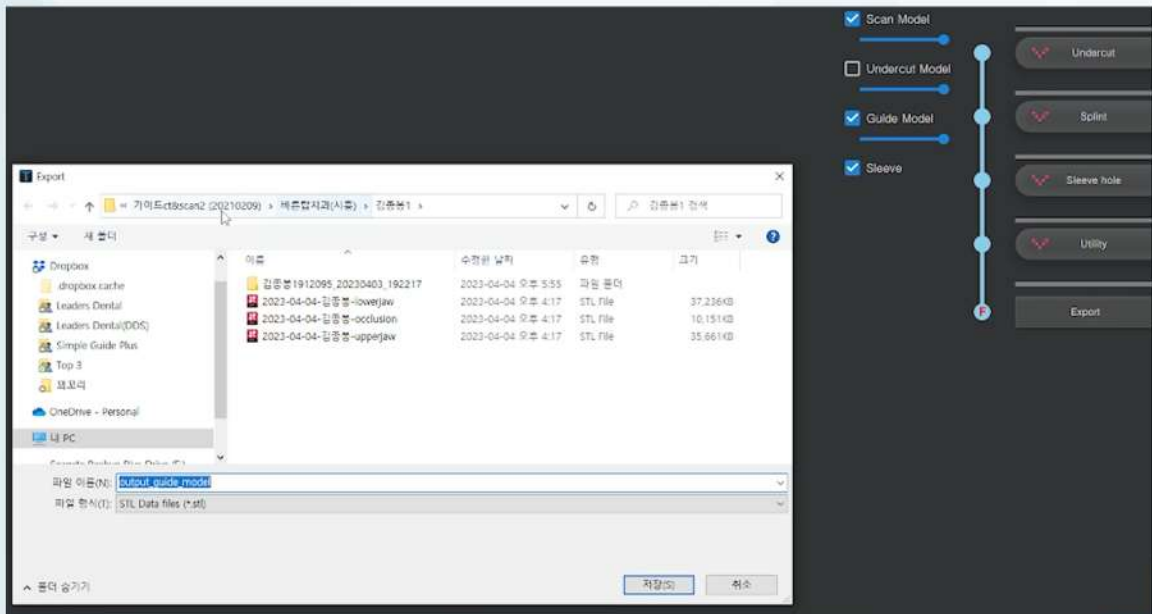 Scan Model
Undercut Model
Guide Model
Sleeve
Undercut
Splint
Sleeve hole
Utility
F
Export
Export
« 가이드ct&scan2 (20210209) › 바른탑치과(시흥) › 김종봉1 ›
김종봉1 검색
구성 새 폴더
이름 수정한 날짜 유형 크기
김종봉1912095_20230403_192217 2023-04-04 오후 5:55 파일 폴더
2023-04-04-김종봉-lowerjaw 2023-04-04 오후 4:17 STL File 37,236KB
2023-04-04-김종봉-occlusion 2023-04-04 오후 4:17 STL File 10,151KB
2023-04-04-김종봉-upperjaw 2023-04-04 오후 4:17 STL File 35,661KB
Dropbox
.dropbox.cache
Leaders Dental
Leaders Dental(DDS)
Simple Guide Plus
Top 3
꾀꼬리
OneDrive - Personal
내 PC
파일 이름(N): output_guide_model
파일 형식(T): STL Data files (*.stl)
폴더 숨기기
저장(S) 취소